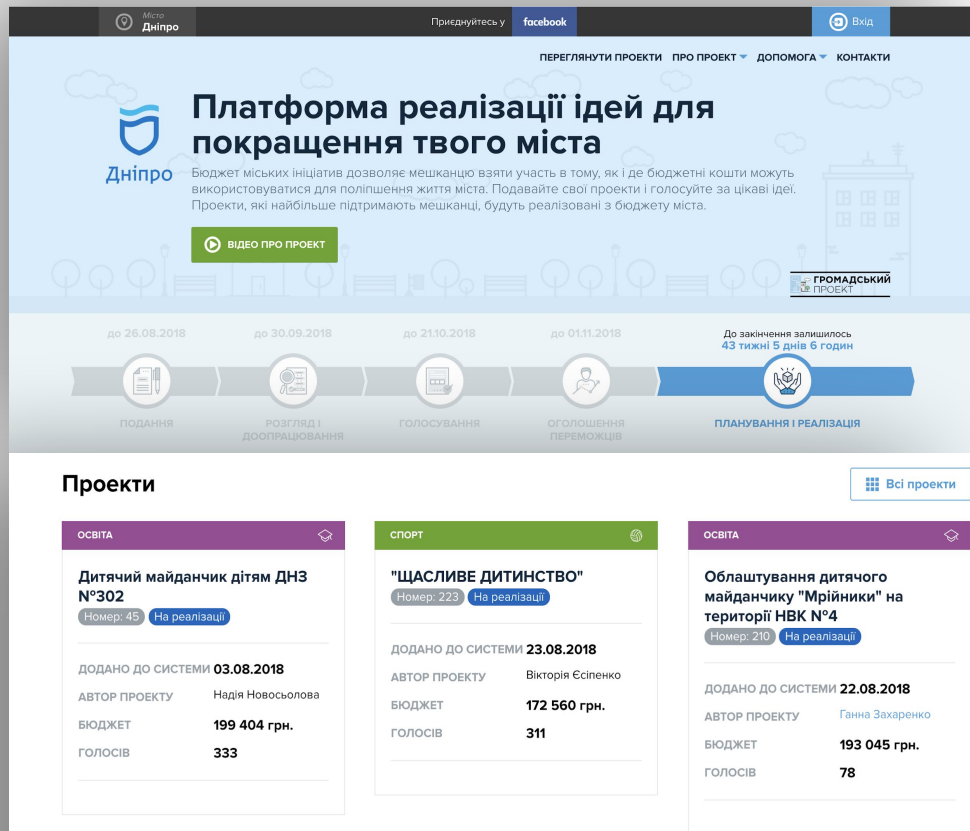 Місто
Дніпро
Приєднуйтесь у facebook
Вхід
ПЕРЕГЛЯНУТИ ПРОЕКТИ ПРО ПРОЕКТ ДОПОМОГА КОНТАКТИ
Дніпро
Платформа реалізації ідей для
покращення твого міста
Бюджет міських ініціатив дозволяє мешканцю взяти участь в тому, як і де бюджетні кошти можуть
використовуватися для поліпшення життя міста. Подавайте свої проекти і голосуйте за цікаві ідеї.
Проекти, які найбільше підтримають мешканці, будуть реалізовані з бюджету міста.
ВІДЕО ПРО ПРОЕКТ
ГРОМАДСЬКИЙ
ПРОЕКТ
до 26.08.2018
до 30.09.2018
до 21.10.2018
до 01.11.2018
До закінчення залишилось
43 тижні 5 днів 6 годин
ПОДАННЯ
РОЗГЛЯД І
ДООПРАЦЮВАННЯ
ГОЛОСУВАННЯ
ОГОЛОШЕННЯ
ПЕРЕМОЖЦІВ
ПЛАНУВАННЯ І РЕАЛІЗАЦІЯ
Проекти
Всі проекти
ОСВІТА
Дитячий майданчик дітям ДНЗ
№302
Номер: 45 На реалізації
ДОДАНО ДО СИСТЕМИ 03.08.2018
АВТОР ПРОЕКТУ Надія Новосьолова
БЮДЖЕТ 199 404 грн.
ГОЛОСІВ 333
СПОРТ
"ЩАСЛИВЕ ДИТИНСТВО"
Номер: 223 На реалізації
ДОДАНО ДО СИСТЕМИ 23.08.2018
АВТОР ПРОЕКТУ Вікторія Єсіпенко
БЮДЖЕТ 172 560 грн.
ГОЛОСІВ 311
ОСВІТА
Облаштування дитячого
майданчику "Мрійники" на
території НВК №4
Номер: 210 На реалізації
ДОДАНО ДО СИСТЕМИ 22.08.2018
АВТОР ПРОЕКТУ Ганна Захаренко
БЮДЖЕТ 193 045 грн.
ГОЛОСІВ 78